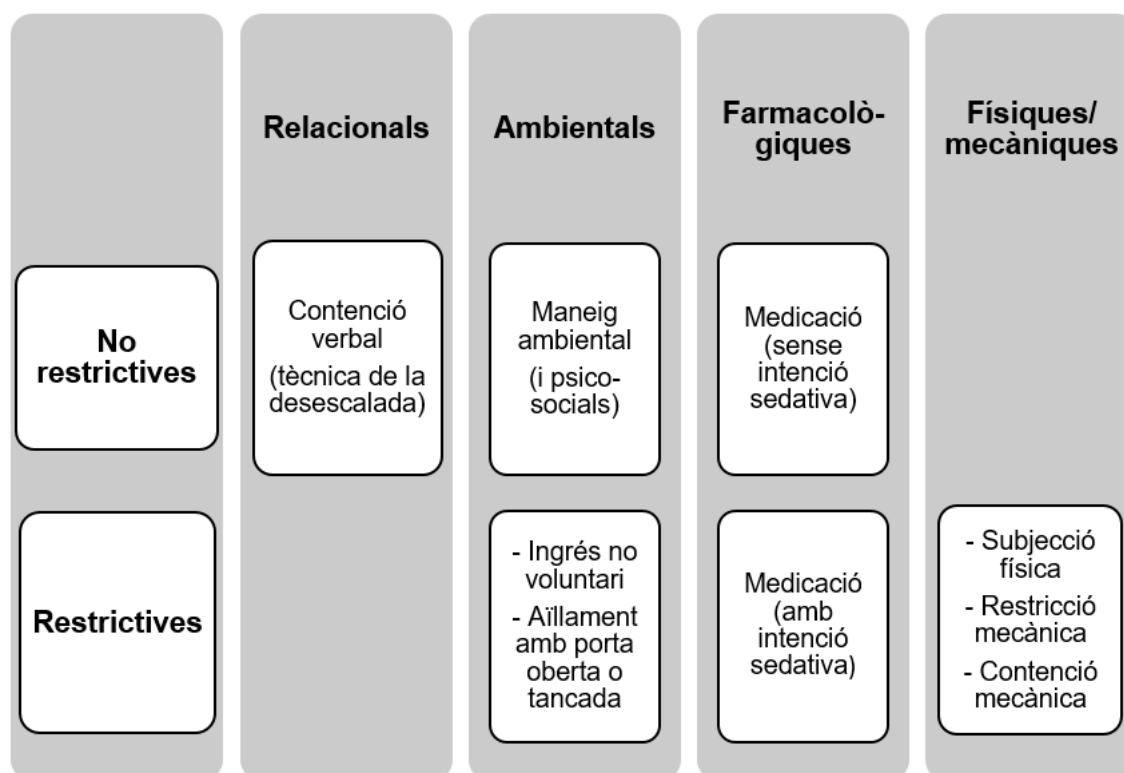 Relacionals
Ambientals
Farmacolò-
giques
Físiques/
mecàniques
No
restrictives
Contenció
verbal
(tècnica de la
desescalada)
Maneig
ambiental
(i psico-
socials)
Medicació
(sense
intenció
sedativa)
Restrictives
- Ingrés no
voluntari
- Aïllament
amb porta
oberta o
tancada
Medicació
(amb
intenció
sedativa)
- Subjecció
física
- Restricció
mecànica
- Contenció
mecànica